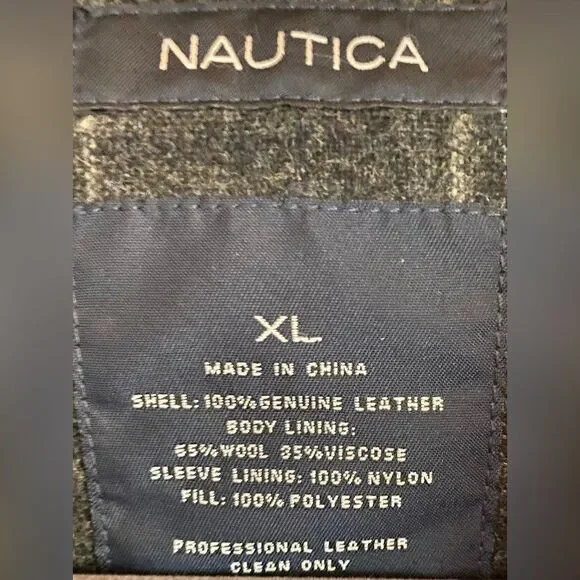 NAUTICA
XL
MADE IN CHINA
SHELL: 100% GENUINE LEATHER
BODY LINING:
65% WOOL 35% VISCOSE
SLEEVE LINING: 100% NYLON
FILL: 100% POLYESTER
PROFESSIONAL LEATHER
CLEAN ONLY